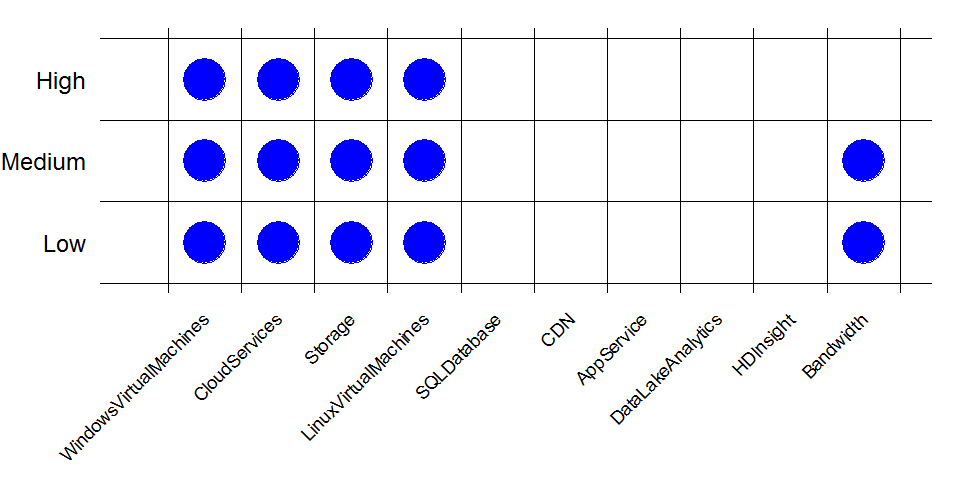 High
Medium
Low
WindowsVirtualMachines
CloudServices
Storage
LinuxVirtualMachines
SQLDatabase
CDN
AppService
DataLakeAnalytics
HDInsight
Bandwidth